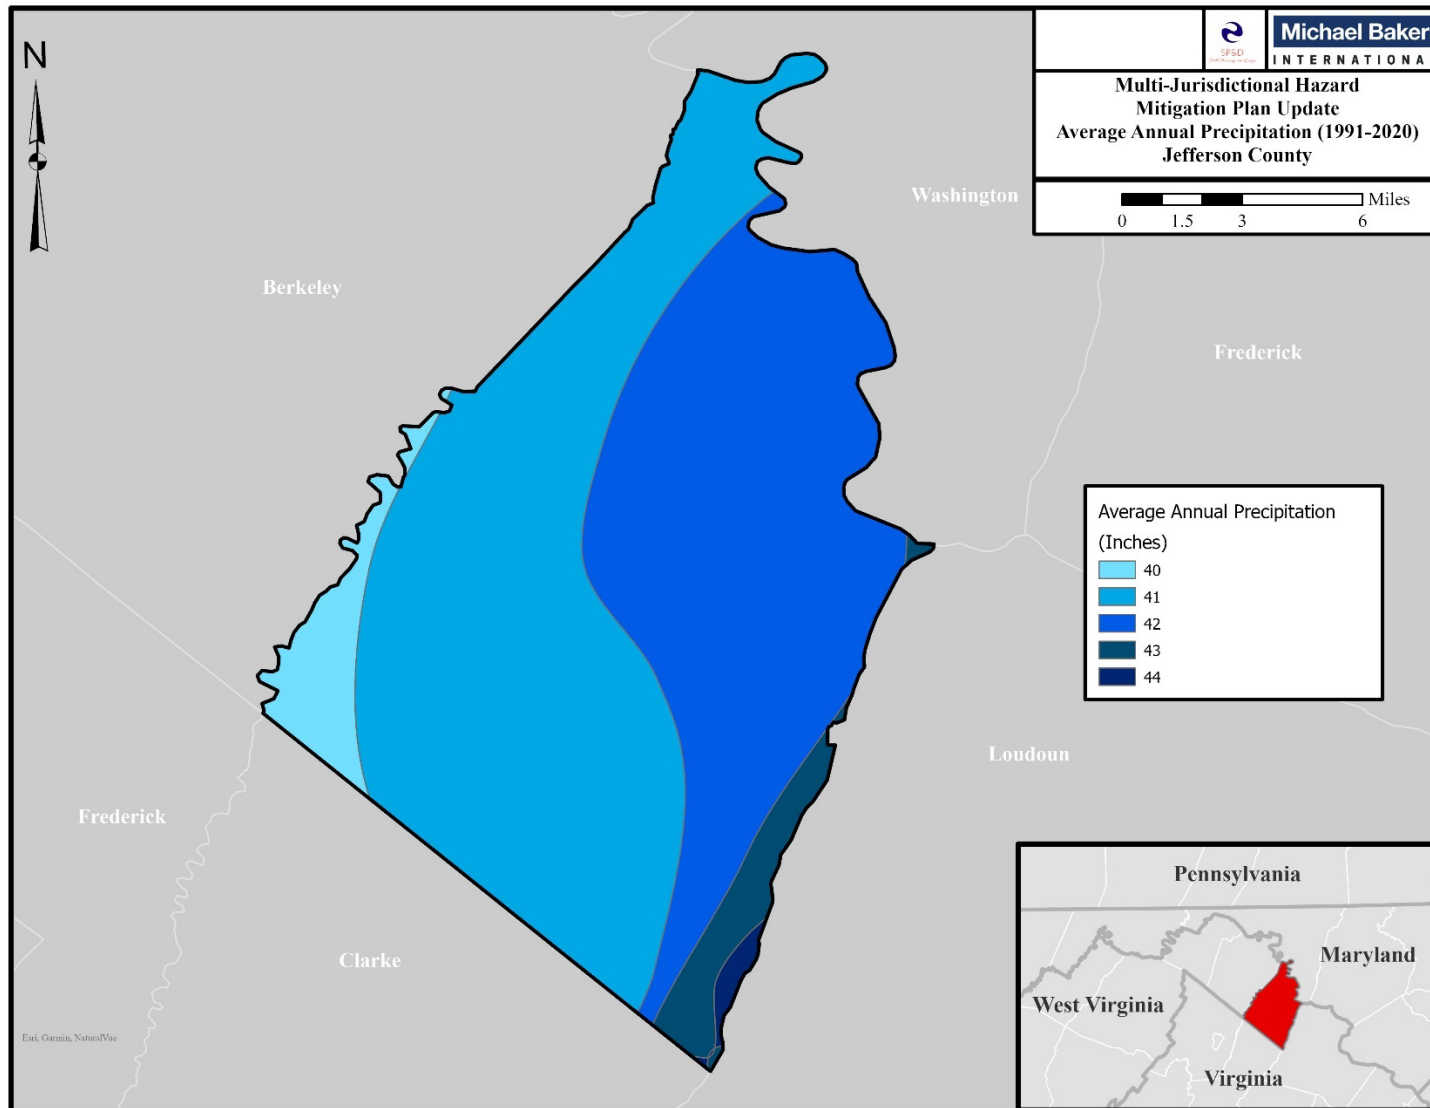 N
SP&D
Michael Baker
INTERNATIONA
Multi-Jurisdictional Hazard
Mitigation Plan Update
Average Annual Precipitation (1991-2020)
Jefferson County
Miles
0 1.5 3 6
Washington
Berkeley
Frederick
Average Annual Precipitation
(Inches)
40
41
42
43
44
Loudoun
Frederick
Clarke
Pennsylvania
Maryland
West Virginia
Virginia
Esri, Garmin, NaturalVue